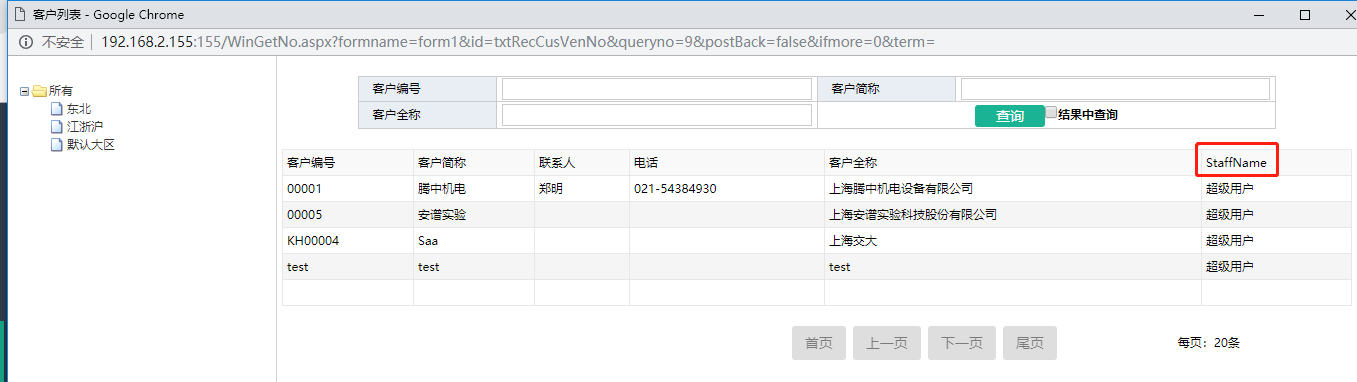 客户列表 - Google Chrome
不安全 | 192.168.2.155:155/WinGetNo.aspx?formname=form1&id=txtRecCusVenNo&queryno=9&postBack=false&ifmore=0&term=
所有
东北
江浙沪
默认大区
客户编号 客户简称
客户全称 查询 结果中查询
客户编号 客户简称 联系人 电话 客户全称 StaffName
00001 腾中机电 郑明 021-54384930 上海腾中机电设备有限公司 超级用户
00005 安谱实验 上海安谱实验科技股份有限公司 超级用户
KH00004 Saa 上海交大 超级用户
test test test 超级用户
首页 上一页 下一页 尾页 每页：20条